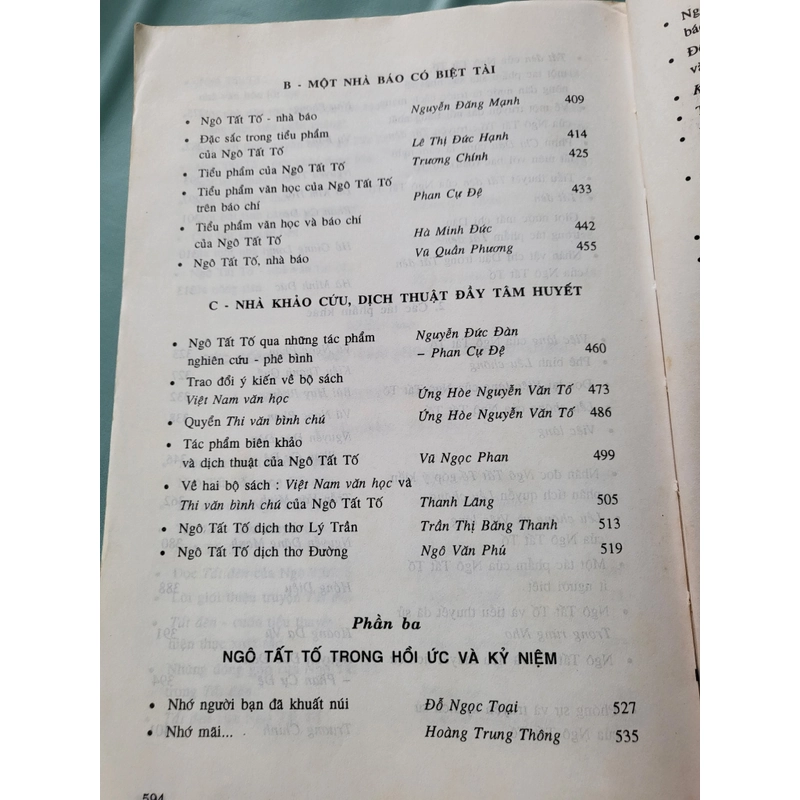 B - MỘT NHÀ BÁO CÓ BIỆT TÀI
• Ngô Tất Tố - nhà báo Nguyễn Đăng Mạnh 409
• Đặc sắc trong tiểu phẩm
của Ngô Tất Tố Lê Thị Đức Hạnh 414
• Tiểu phẩm của Ngô Tất Tố Trương Chính 425
• Tiểu phẩm văn học của Ngô Tất Tố
trên báo chí Phan Cự Đệ 433
• Tiểu phẩm văn học và báo chí
của Ngô Tất Tố Hà Minh Đức 442
• Ngô Tất Tố, nhà báo Vũ Quần Phương 455
C - NHÀ KHẢO CỨU, DỊCH THUẬT ĐẦY TÂM HUYẾT
• Ngô Tất Tố qua những tác phẩm Nguyễn Đức Đàn
nghiên cứu - phê bình – Phan Cự Đệ 460
• Trao đổi ý kiến về bộ sách
Việt Nam văn học Ứng Hòe Nguyễn Văn Tố 473
• Quyển Thi văn bình chú Ứng Hòe Nguyễn Văn Tố 486
• Tác phẩm biên khảo
và dịch thuật của Ngô Tất Tố Vũ Ngọc Phan 499
• Về hai bộ sách : Việt Nam văn học và
Thi văn bình chú của Ngô Tất Tố Thanh Lãng 505
• Ngô Tất Tố dịch thơ Lý Trần Trần Thị Băng Thanh 513
• Ngô Tất Tố dịch thơ Đường Ngô Văn Phú 519
Phần ba
NGÔ TẤT TỐ TRONG HỒI ỨC VÀ KỶ NIỆM
• Nhớ người bạn đã khuất núi Đỗ Ngọc Toại 527
• Nhớ mãi... Hoàng Trung Thông 535
594